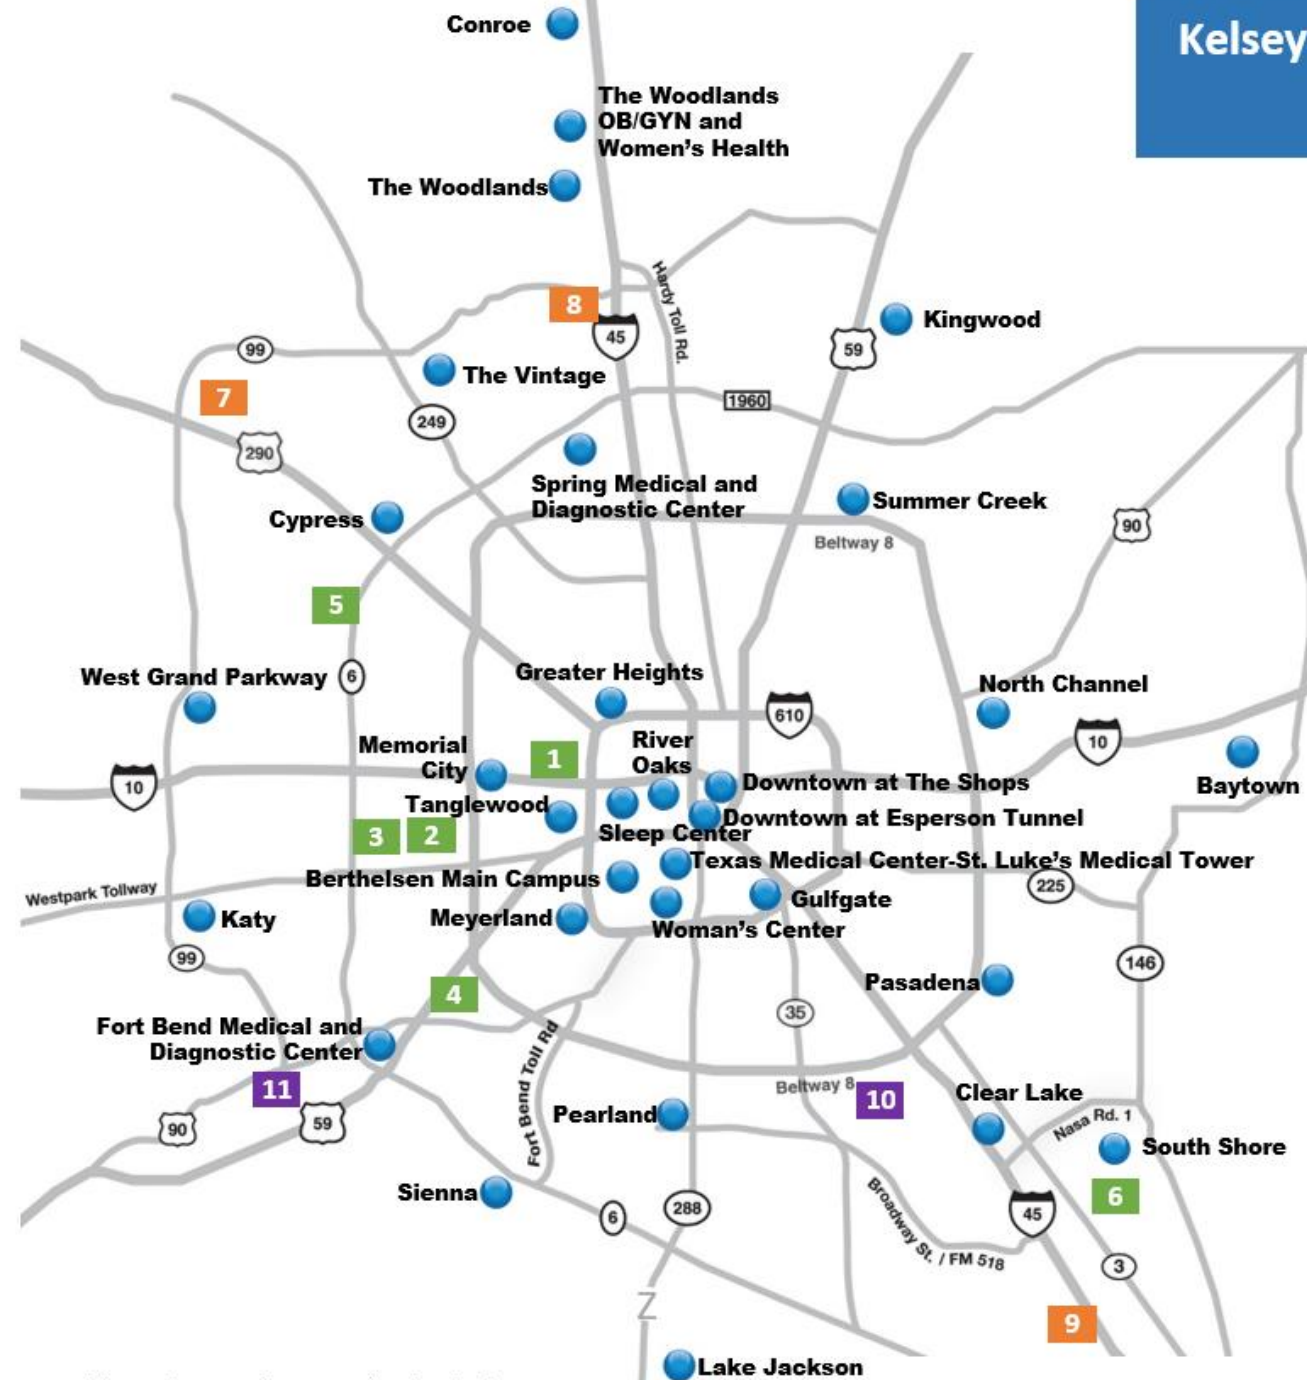 Kelsey
Conroe
The Woodlands
OB/GYN and
Women's Health
The Woodlands
Hardy Toll Rd.
8
45
59
Kingwood
99
The Vintage
7
1960
249
290
Spring Medical and
Diagnostic Center
Summer Creek
Cypress
90
Beltway 8
5
West Grand Parkway
6
Greater Heights
North Channel
610
10
Memorial
City
1
River
Oaks
Baytown
10
Downtown at The Shops
Tanglewood
Downtown at Esperson Tunnel
3
2
Sleep Center
Texas Medical Center-St. Luke's Medical Tower
Berthelsen Main Campus
225
Westpark Tollway
Gulfgate
Katy
Meyerland
Woman's Center
99
146
Pasadena
4
35
Fort Bend Medical and
Diagnostic Center
Fort Bend Toll Rd
11
Beltway 8
10
Clear Lake
90
59
Pearland
Nasa Rd. 1
South Shore
Sienna
6
6
288
45
Broadway St. / FM 518
3
Z
9
Lake Jackson